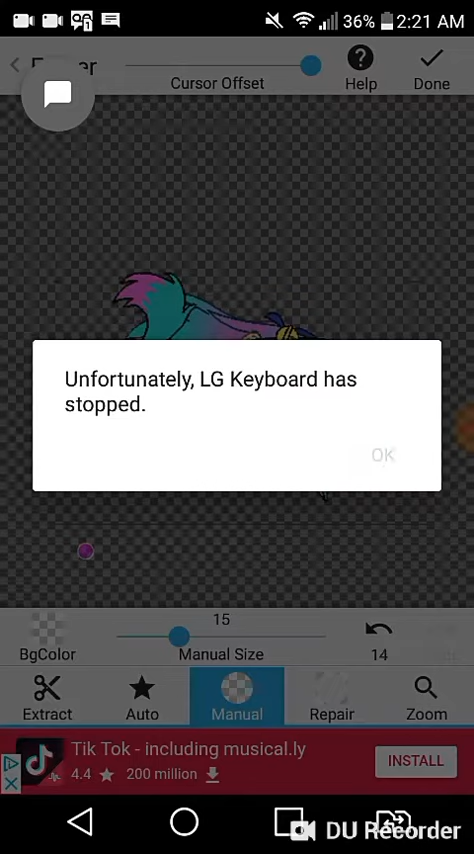 36% 2:21 AM
Cursor Offset
Help
Done
Unfortunately, LG Keyboard has
stopped.
OK
15
BgColor
Manual Size
14
Extract
Auto
Manual
Repair
Zoom
Tik Tok - including musical.ly
4.4 ★ 200 million
INSTALL
DU Recorder